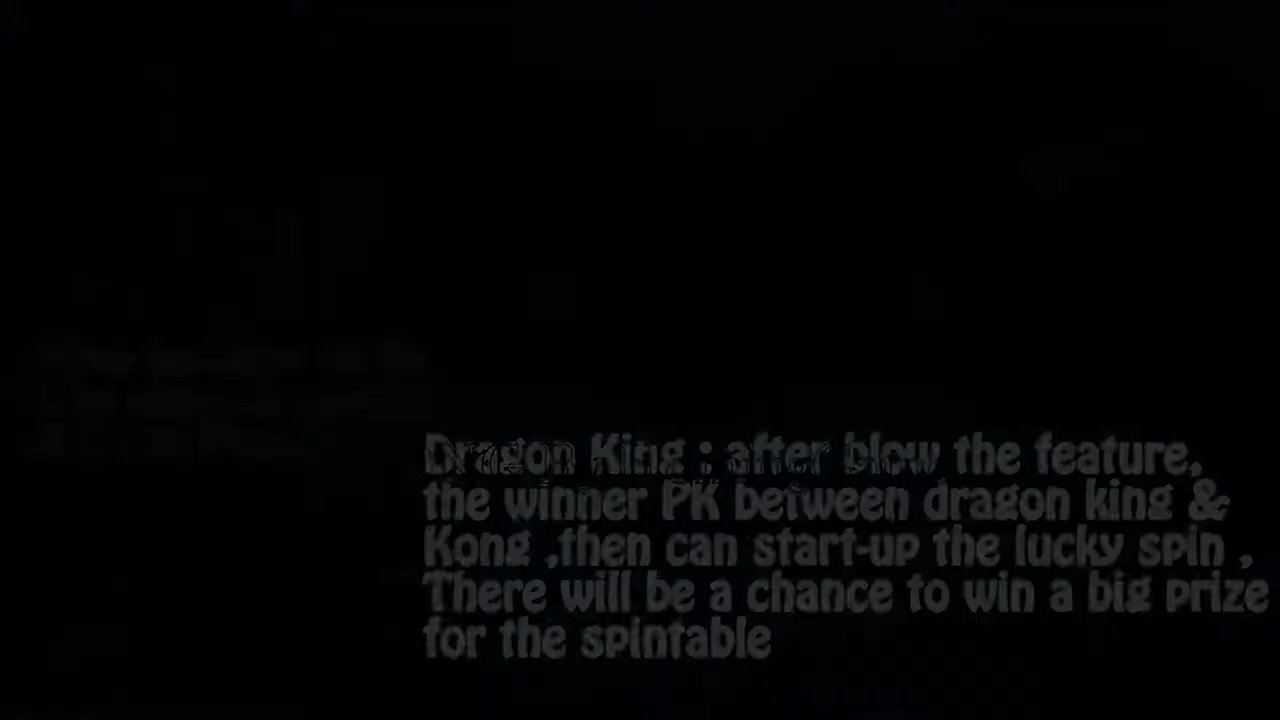 Dragon King : after blow the feature,
the winner PK between dragon king &
Kong ,then can start-up the lucky spin ,
There will be a chance to win a big prize
for the spintable